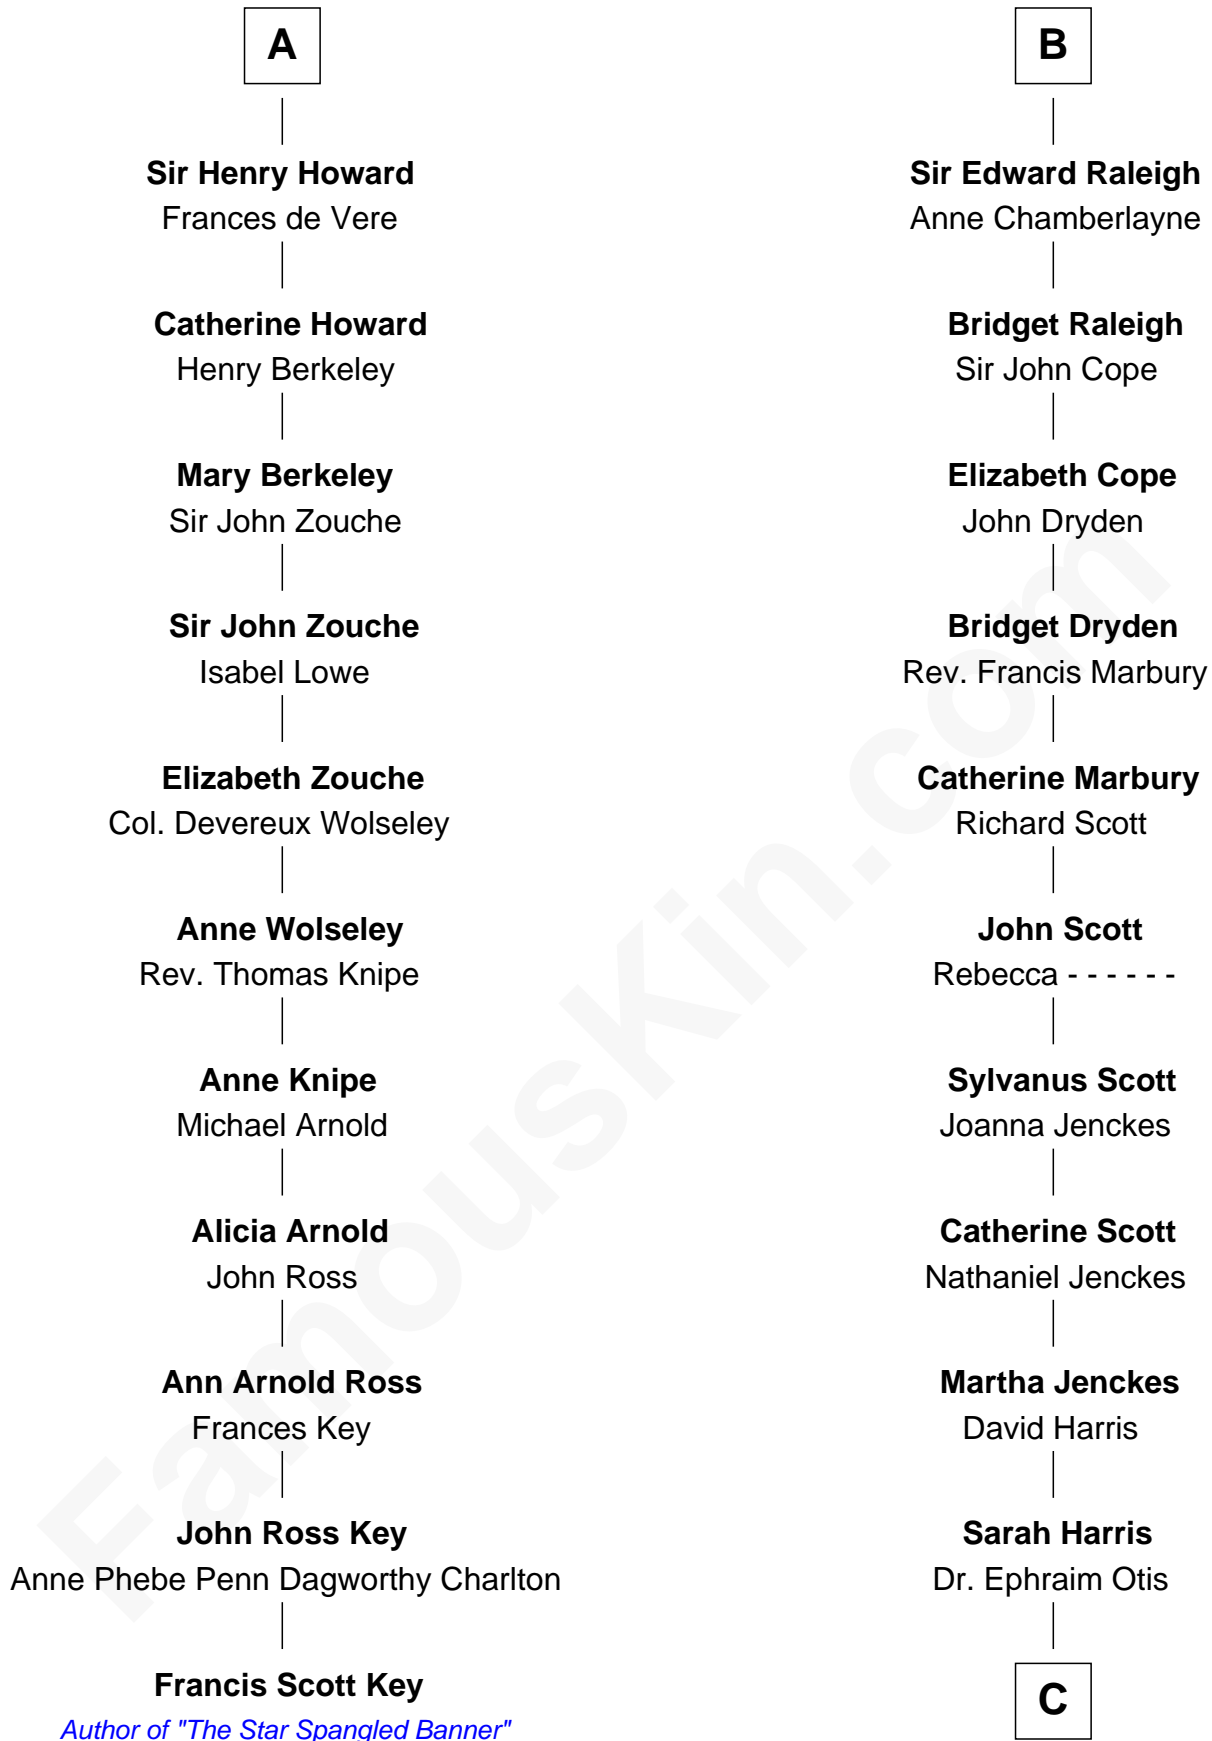 A
Sir Henry Howard
Frances de Vere
Catherine Howard
Henry Berkeley
Mary Berkeley
Sir John Zouche
Sir John Zouche
Isabel Lowe
Elizabeth Zouche
Col. Devereux Wolseley
Anne Wolseley
Rev. Thomas Knipe
Anne Knipe
Michael Arnold
Alicia Arnold
John Ross
Ann Arnold Ross
Frances Key
John Ross Key
Anne Phebe Penn Dagworthy Charlton
Francis Scott Key
Author of "The Star Spangled Banner"
B
Sir Edward Raleigh
Anne Chamberlayne
Bridget Raleigh
Sir John Cope
Elizabeth Cope
John Dryden
Bridget Dryden
Rev. Francis Marbury
Catherine Marbury
Richard Scott
John Scott
Rebecca - - - - - -
Sylvanus Scott
Joanna Jenckes
Catherine Scott
Nathaniel Jenckes
Martha Jenckes
David Harris
Sarah Harris
Dr. Ephraim Otis
C
FamousKin.com